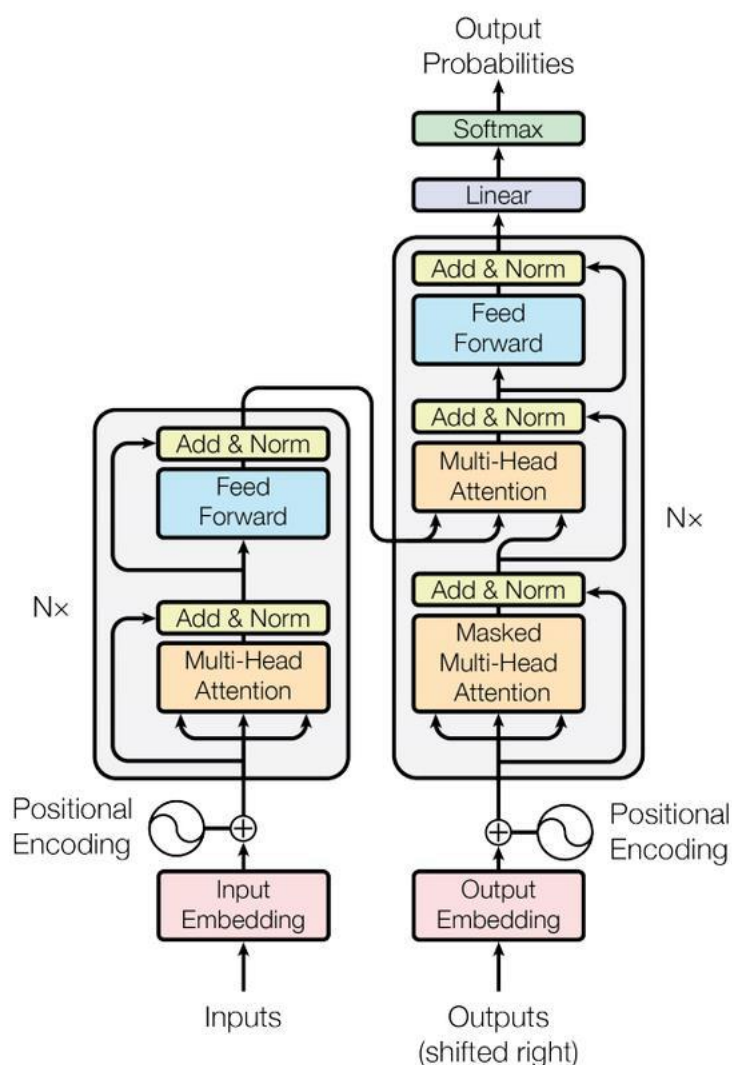 Output
Probabilities
Softmax
Linear
Add & Norm
Feed
Forward
Add & Norm
Multi-Head
Attention
Add & Norm
Masked
Multi-Head
Attention
N×
Add & Norm
Feed
Forward
Add & Norm
Multi-Head
Attention
N×
Positional
Encoding
Positional
Encoding
Input
Embedding
Output
Embedding
Inputs
Outputs
(shifted right)